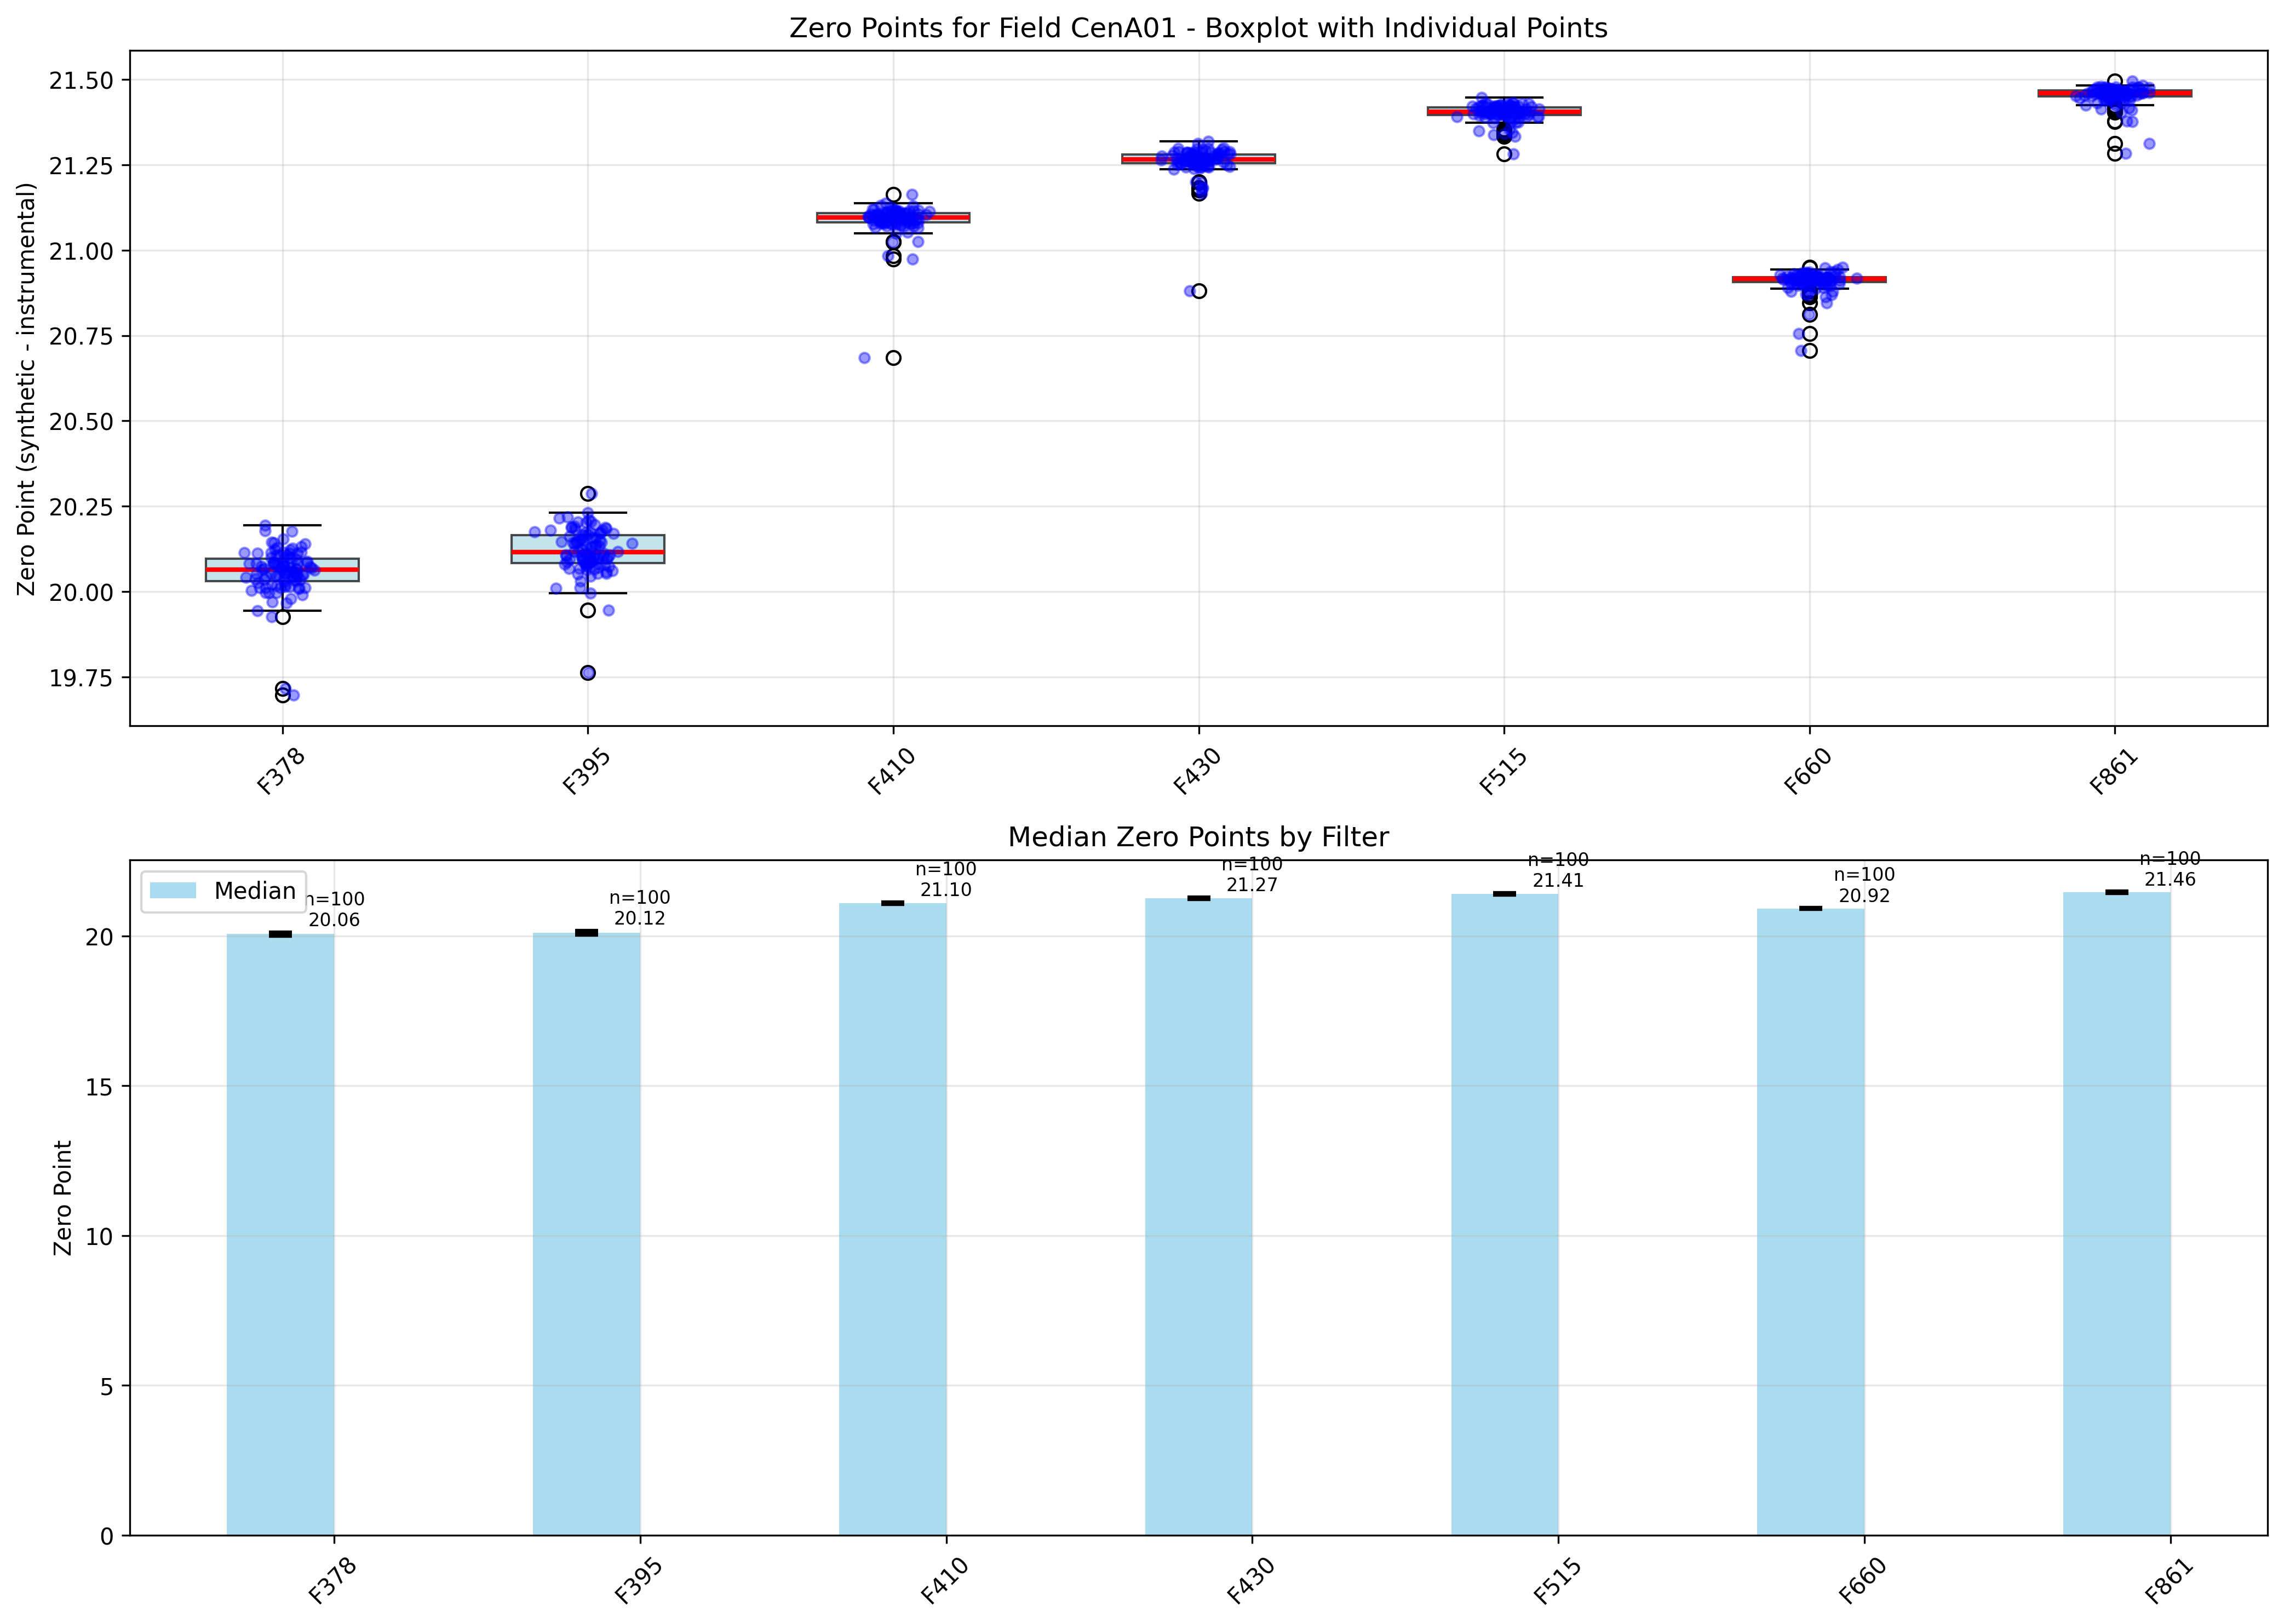 Zero Points for Field CenA01 - Boxplot with Individual Points
Zero Point (synthetic - instrumental)
21.50
21.25
21.00
20.75
20.50
20.25
20.00
19.75
F378
F395
F410
F430
F515
F660
F861
Median Zero Points by Filter
Median
Zero Point
20
15
10
5
0
n=100
20.06
n=100
20.12
n=100
21.10
n=100
21.27
n=100
21.41
n=100
20.92
n=100
21.46
F378
F395
F410
F430
F515
F660
F861